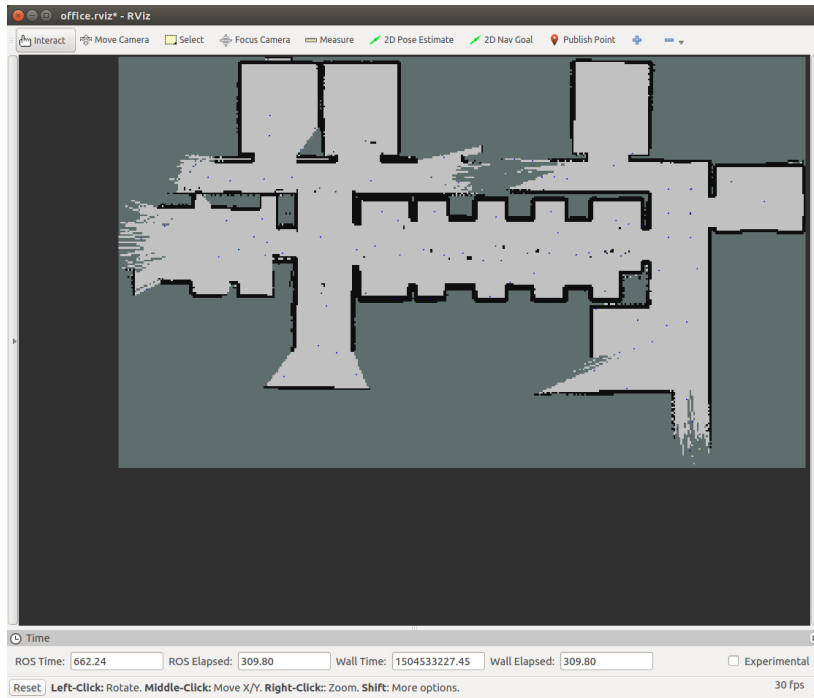 office.rviz* - RViz
Interact Move Camera Select Focus Camera Measure 2D Pose Estimate 2D Nav Goal Publish Point
Time
ROS Time: 662.24 ROS Elapsed: 309.80 Wall Time: 1504533227.45 Wall Elapsed: 309.80 Experimental
Reset Left-Click: Rotate. Middle-Click: Move X/Y. Right-Click:: Zoom. Shift: More options. 30 fps